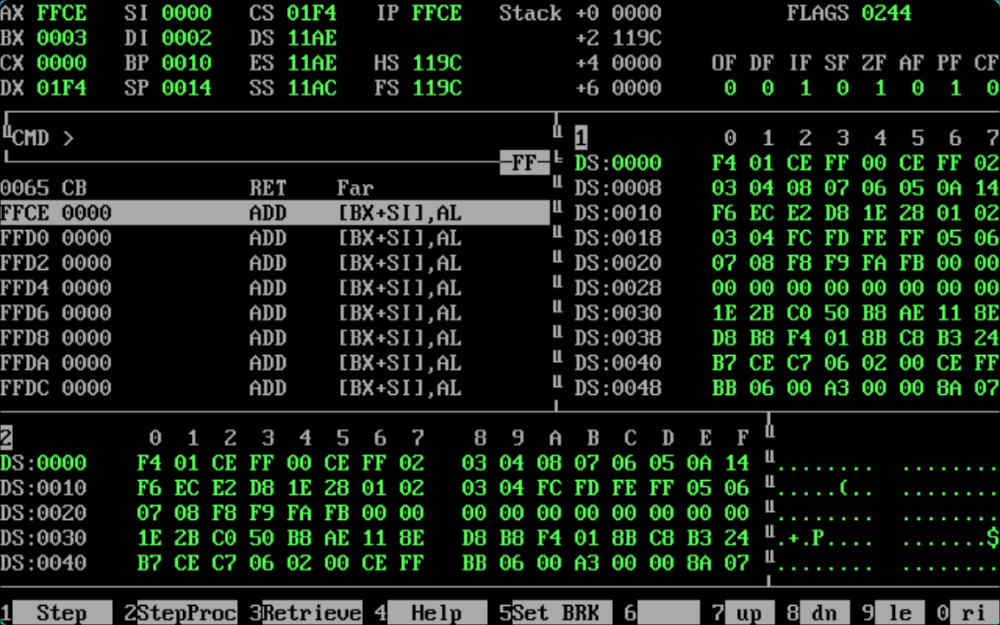 AX FFCE SI 0000 CS 01F4 IP FFCE Stack +0 0000 FLAGS 0244
BX 0003 DI 0002 DS 11AE +2 119C
CX 0000 BP 0010 ES 11AE HS 119C +4 0000 OF DF IF SF ZF AF PF CF
DX 01F4 SP 0014 SS 11AC FS 119C +6 0000 0 0 1 0 1 0 1 0
CMD > 1 0 1 2 3 4 5 6 7
FF DS:0000 F4 01 CE FF 00 CE FF 02
0065 CB RET Far DS:0008 03 04 08 07 06 05 0A 14
FFCE 0000 ADD [BX+SI],AL DS:0010 F6 EC E2 D8 1E 28 01 02
FFD0 0000 ADD [BX+SI],AL DS:0018 03 04 FC FD FE FF 05 06
FFD2 0000 ADD [BX+SI],AL DS:0020 07 08 F8 F9 FA FB 00 00
FFD4 0000 ADD [BX+SI],AL DS:0028 00 00 00 00 00 00 00 00
FFD6 0000 ADD [BX+SI],AL DS:0030 1E 2B C0 50 B8 AE 11 8E
FFD8 0000 ADD [BX+SI],AL DS:0038 D8 B8 F4 01 8B C8 B3 24
FFDA 0000 ADD [BX+SI],AL DS:0040 B7 CE C7 06 02 00 CE FF
FFDC 0000 ADD [BX+SI],AL DS:0048 BB 06 00 A3 00 00 8A 07
2 0 1 2 3 4 5 6 7 8 9 A B C D E F
DS:0000 F4 01 CE FF 00 CE FF 02 03 04 08 07 06 05 0A 14 ........ ........
DS:0010 F6 EC E2 D8 1E 28 01 02 03 04 FC FD FE FF 05 06 .....(.. ........
DS:0020 07 08 F8 F9 FA FB 00 00 00 00 00 00 00 00 00 00 ........ ........
DS:0030 1E 2B C0 50 B8 AE 11 8E D8 B8 F4 01 8B C8 B3 24 .+.P.... .......$
DS:0040 B7 CE C7 06 02 00 CE FF BB 06 00 A3 00 00 8A 07 ........ ........
1 Step 2StepProc 3Retrieve 4 Help 5Set BRK 6 7 up 8 dn 9 le 0 ri